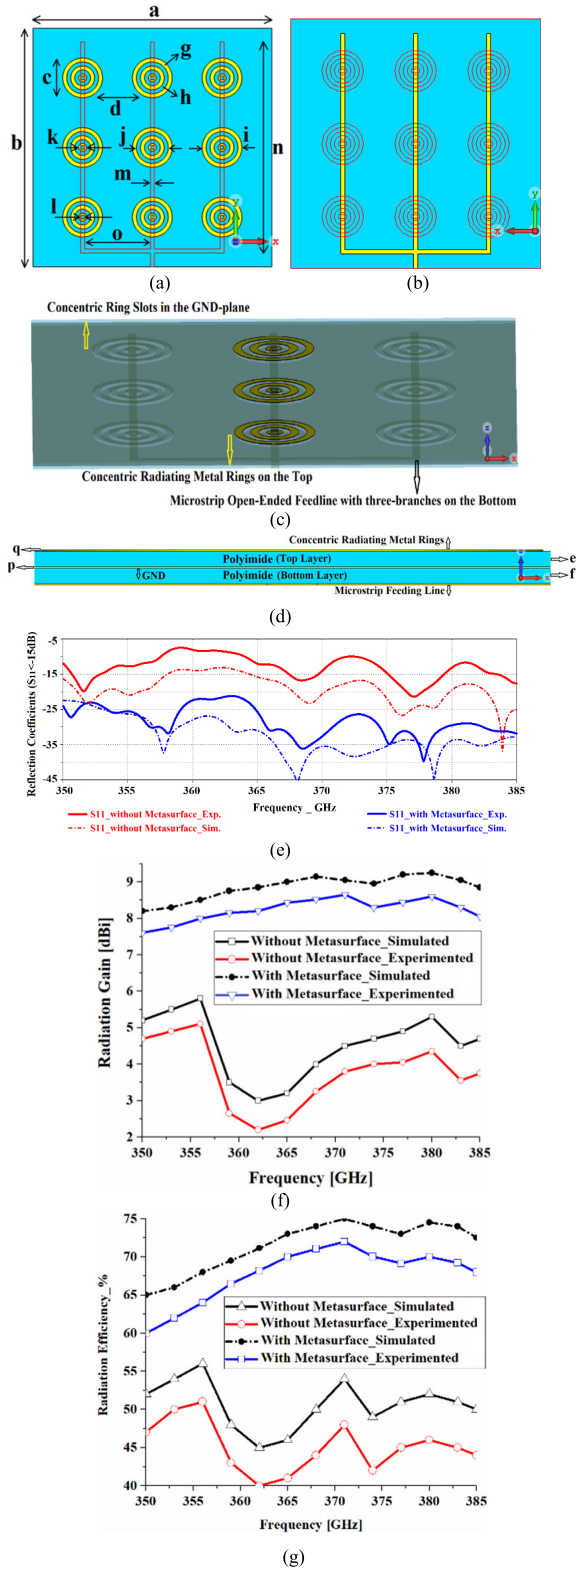 a
b
c
d
g
h
k
j
i
n
m
l
o
y
z
x
(a)
y
x
(b)
Concentric Ring Slots in the GND-plane
Concentric Radiating Metal Rings on the Top
Microstrip Open-Ended Feedline with three-branches on the Bottom
z
x
(c)
Concentric Radiating Metal Rings
q
Polyimide (Top Layer)
e
p
GND
Polyimide (Bottom Layer)
f
Microstrip Feeding Line
z
x
(d)
Reflection Coefficients (S11<-15dB)
-5
-15
-25
-35
-45
350 355 360 365 370 375 380 385
Frequency _ GHz
S11_without Metasurface_Exp.
S11_with Metasurface_Exp.
S11_without Metasurface_Sim.
S11_with Metasurface_Sim.
(e)
Radiation Gain [dBi]
9
8
7
6
5
4
3
2
Without Metasurface_Simulated
Without Metasurface_Experimented
With Metasurface_Simulated
With Metasurface_Experimented
350 355 360 365 370 375 380 385
Frequency [GHz]
(f)
Radiation Efficiency_%
75
70
65
60
55
50
45
40
Without Metasurface_Simulated
Without Metasurface_Experimented
With Metasurface_Simulated
With Metasurface_Experimented
350 355 360 365 370 375 380 385
Frequency [GHz]
(g)